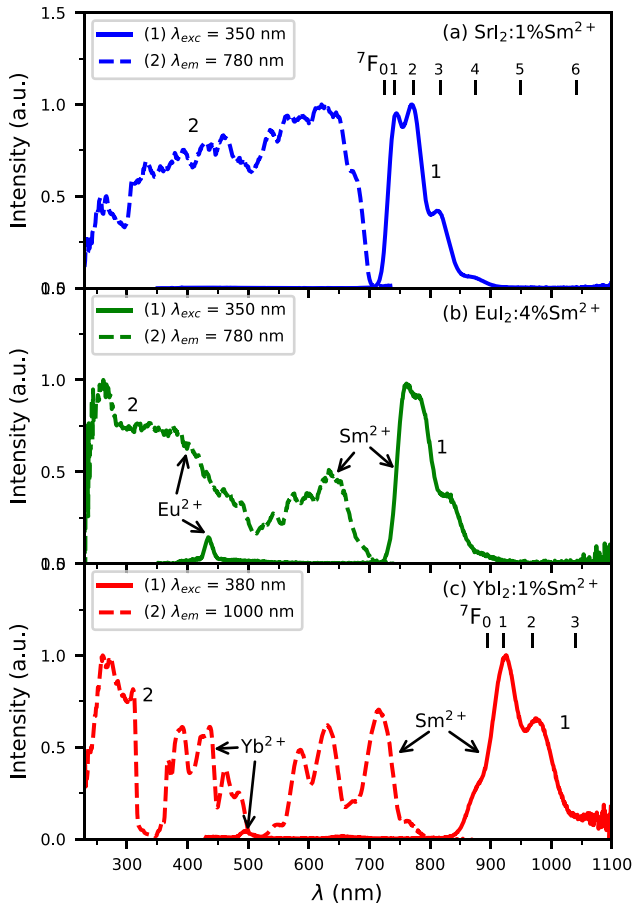 1.5
(1) λexc = 350 nm
(2) λem = 780 nm
(a) SrI₂:1%Sm²⁺
⁷F 0 1 2 3 4 5 6
1.0
2
1
0.5
Intensity (a.u.)
0.0
1.5
(1) λexc = 350 nm
(2) λem = 780 nm
(b) EuI₂:4%Sm²⁺
1.0
2
Sm²⁺
1
0.5
Eu²⁺
Intensity (a.u.)
0.0
1.5
(1) λexc = 380 nm
(2) λem = 1000 nm
(c) YbI₂:1%Sm²⁺
⁷F 0 1 2 3
1.0
2
Yb²⁺
Sm²⁺
1
0.5
Intensity (a.u.)
0.0
300 400 500 600 700 800 900 1000 1100
λ (nm)